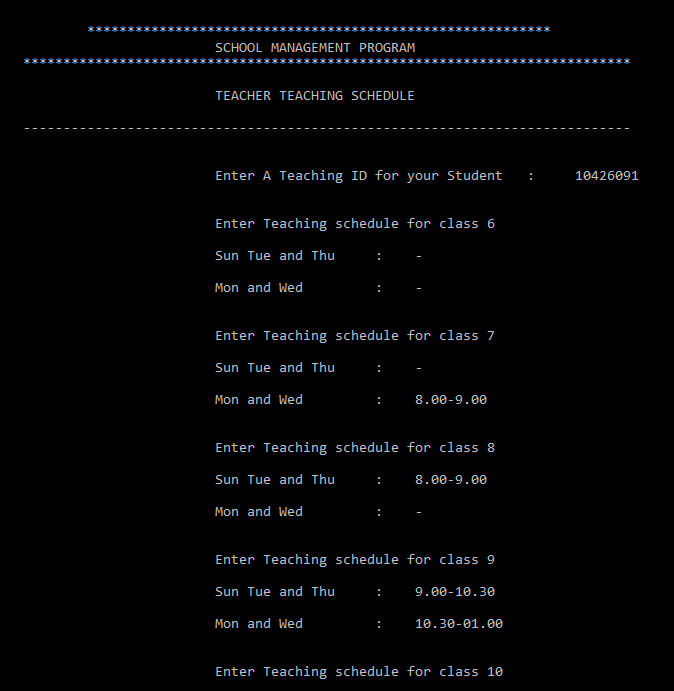 **********************************************************
SCHOOL MANAGEMENT PROGRAM
****************************************************************************
TEACHER TEACHING SCHEDULE
----------------------------------------------------------------------------
Enter A Teaching ID for your Student   :     10426091
Enter Teaching schedule for class 6
Sun Tue and Thu     :    -
Mon and Wed         :    -
Enter Teaching schedule for class 7
Sun Tue and Thu     :    -
Mon and Wed         :    8.00-9.00
Enter Teaching schedule for class 8
Sun Tue and Thu     :    8.00-9.00
Mon and Wed         :    -
Enter Teaching schedule for class 9
Sun Tue and Thu     :    9.00-10.30
Mon and Wed         :    10.30-01.00
Enter Teaching schedule for class 10